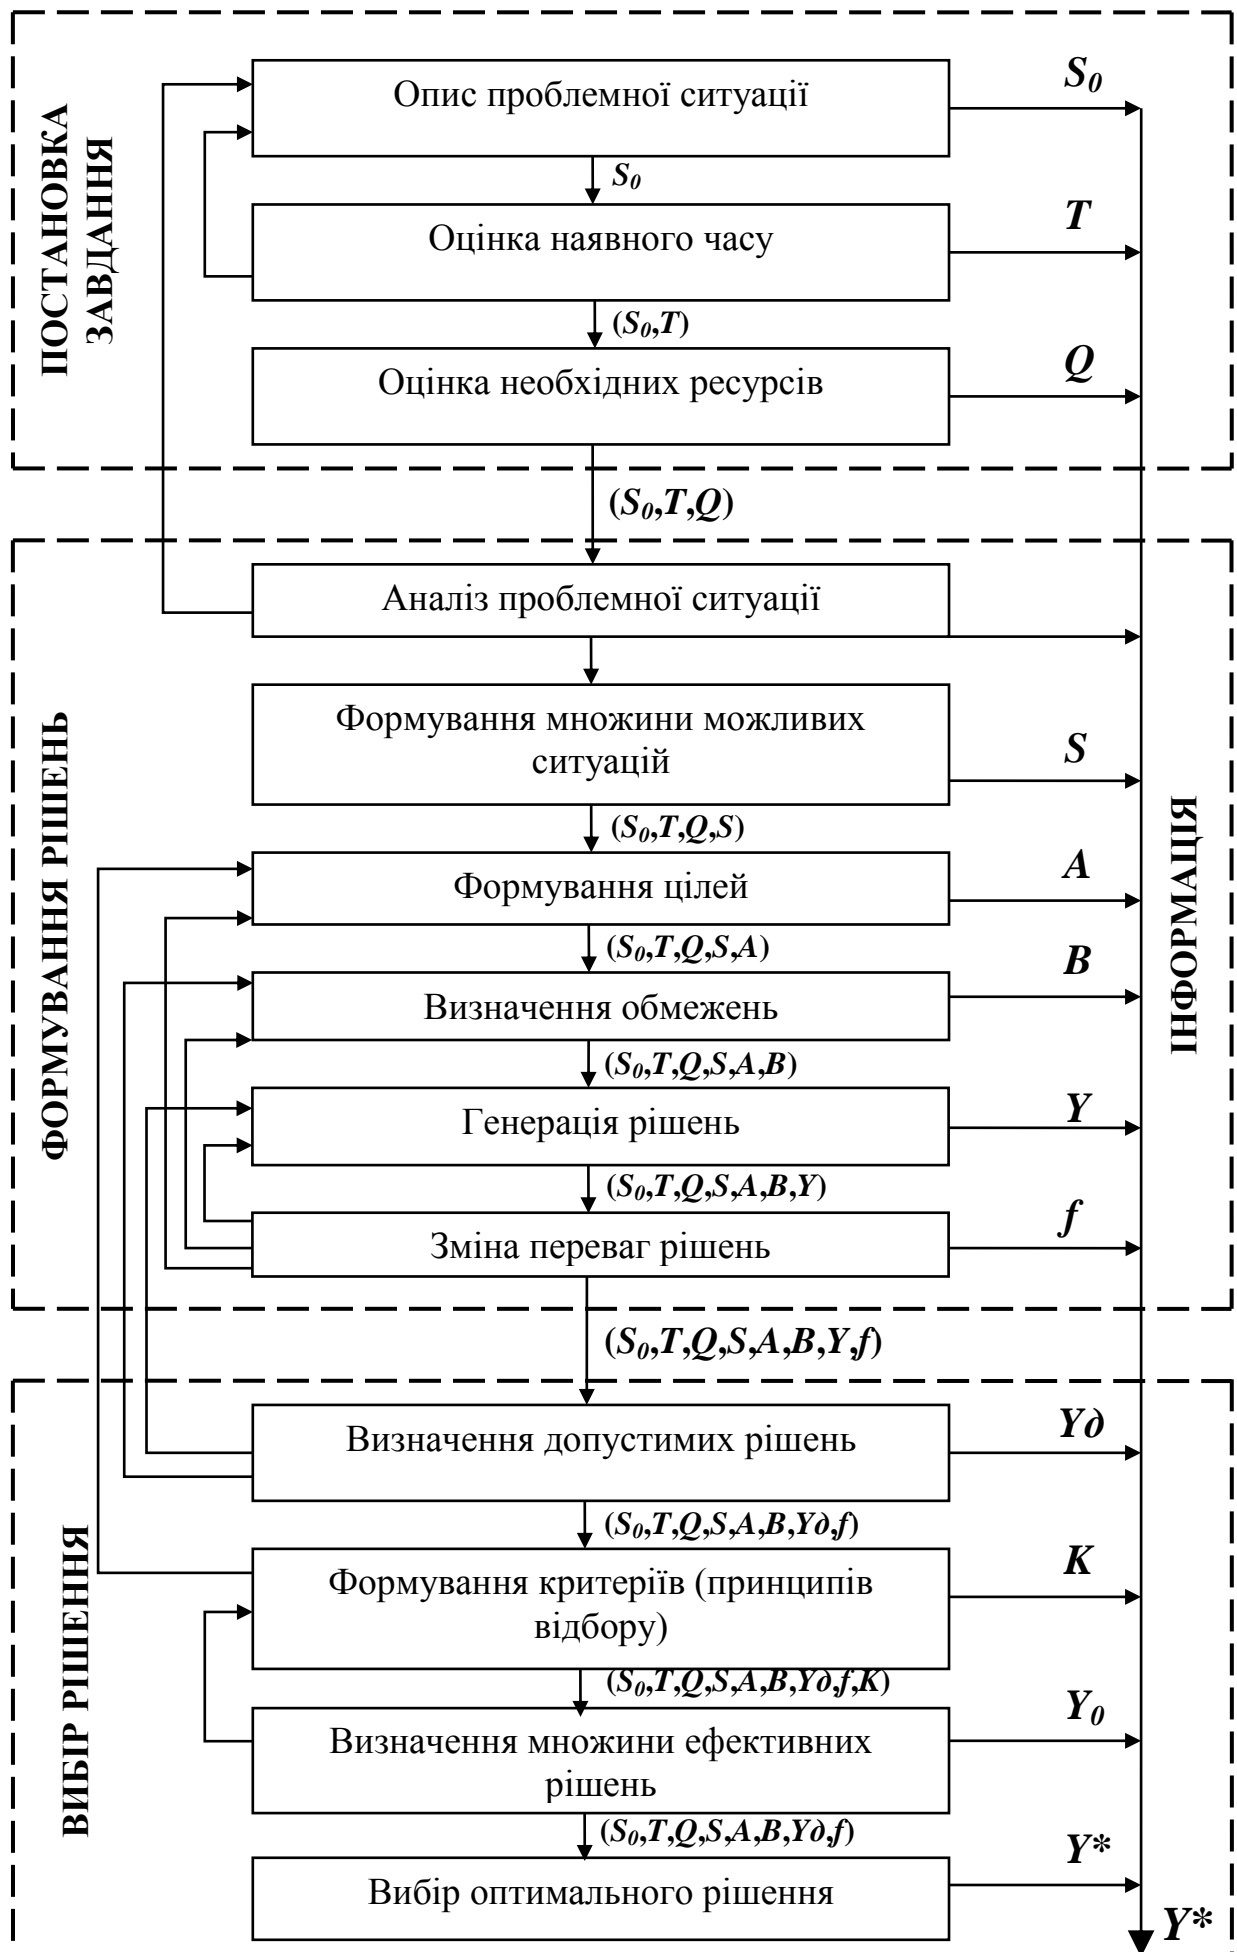 ПОСТАНОВКА
ЗАВДАННЯ
Опис проблемної ситуації
S₀
S₀
Оцінка наявного часу
T
(S₀,T)
Оцінка необхідних ресурсів
Q
(S₀,T,Q)
ФОРМУВАННЯ РІШЕНЬ
Аналіз проблемної ситуації
Формування множини можливих
ситуацій
S
(S₀,T,Q,S)
Формування цілей
A
(S₀,T,Q,S,A)
Визначення обмежень
B
(S₀,T,Q,S,A,B)
Генерація рішень
Y
(S₀,T,Q,S,A,B,Y)
Зміна переваг рішень
f
ІНФОРМАЦІЯ
(S₀,T,Q,S,A,B,Y,f)
ВИБІР РІШЕННЯ
Визначення допустимих рішень
Yд
(S₀,T,Q,S,A,B,Yд,f)
Формування критеріїв (принципів
відбору)
K
(S₀,T,Q,S,A,B,Yд,f,K)
Визначення множини ефективних
рішень
Y₀
(S₀,T,Q,S,A,B,Yд,f)
Вибір оптимального рішення
Y*
Y*